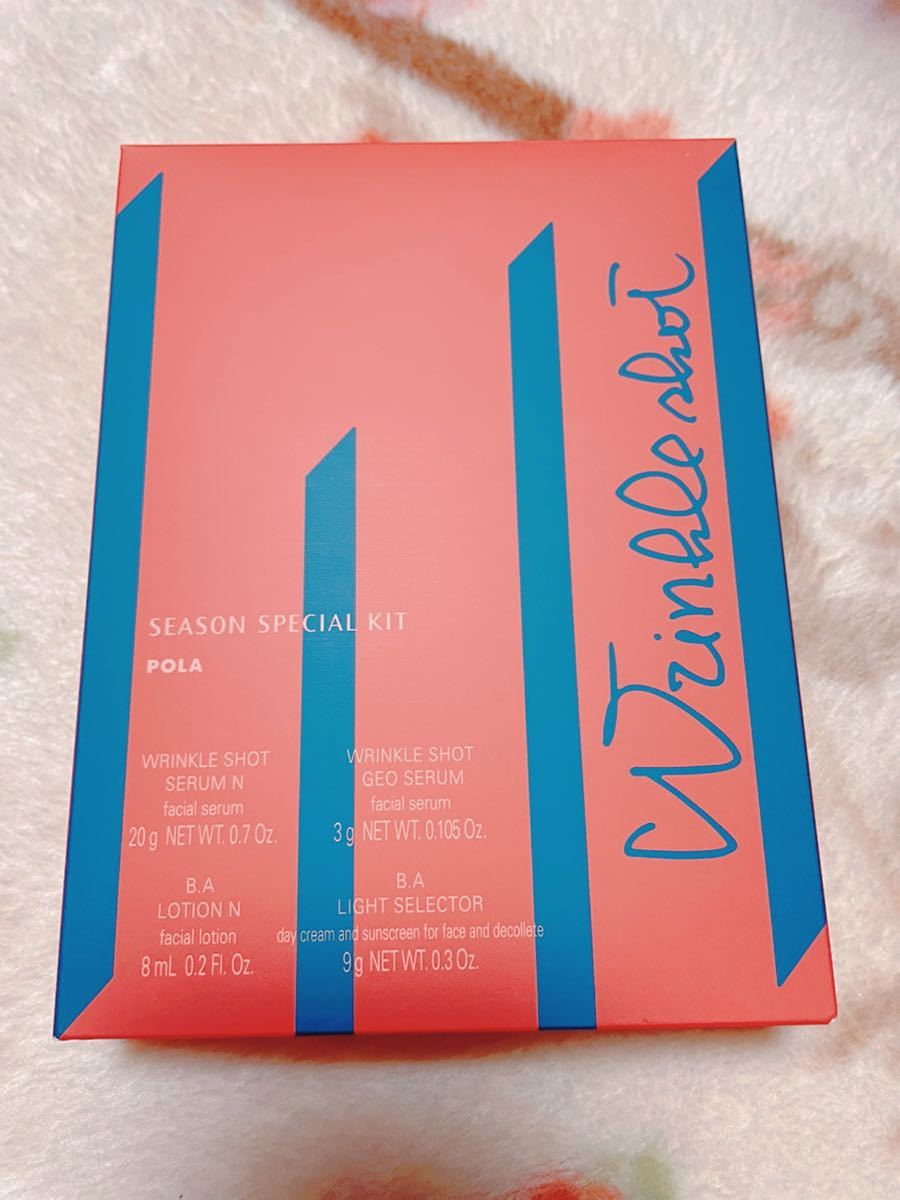 Wrinkle shot
SEASON SPECIAL KIT
POLA
WRINKLE SHOT
SERUM N
facial serum
20 g NET WT. 0.7 Oz.
WRINKLE SHOT
GEO SERUM
facial serum
3 g NET WT. 0.105 Oz.
B.A
LOTION N
facial lotion
8 mL 0.2 Fl. Oz.
B.A
LIGHT SELECTOR
day cream and sunscreen for face and decollete
9 g NET WT. 0.3 Oz.